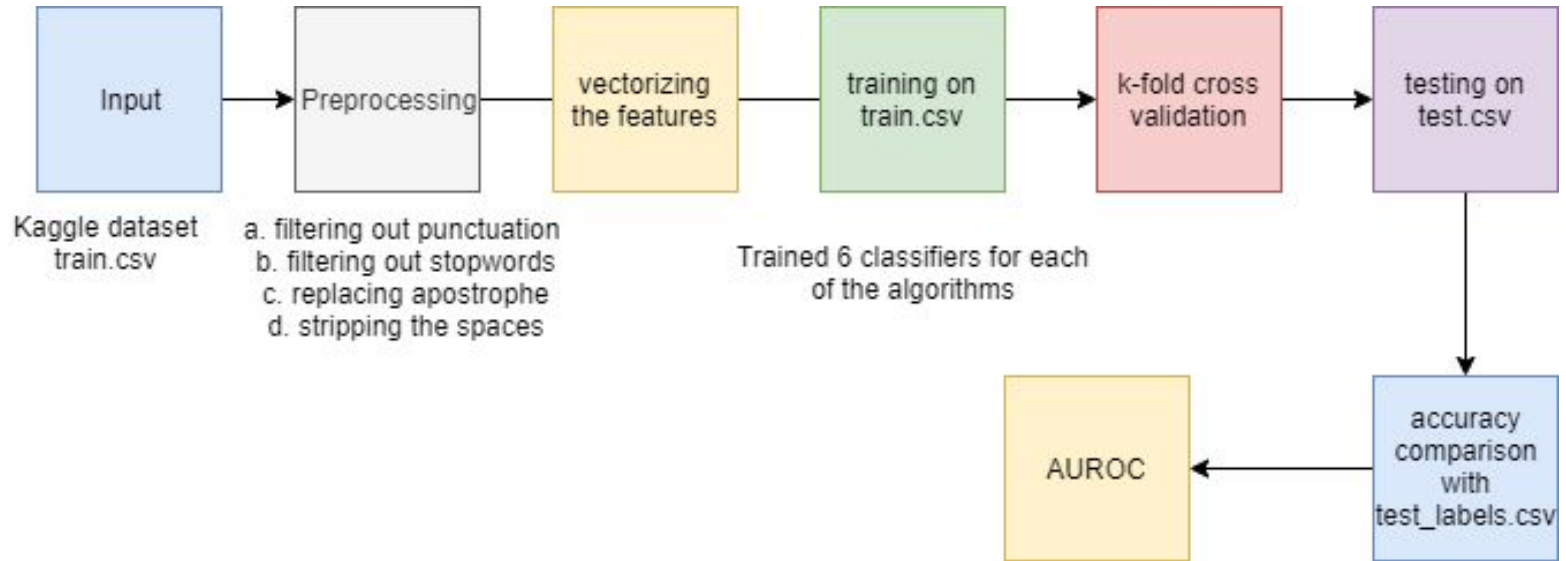 Input
Preprocessing
vectorizing
the features
training on
train.csv
k-fold cross
validation
testing on
test.csv
Kaggle dataset
train.csv
a. filtering out punctuation
b. filtering out stopwords
c. replacing apostrophe
d. stripping the spaces
Trained 6 classifiers for each
of the algorithms
accuracy
comparison
with
test_labels.csv
AUROC